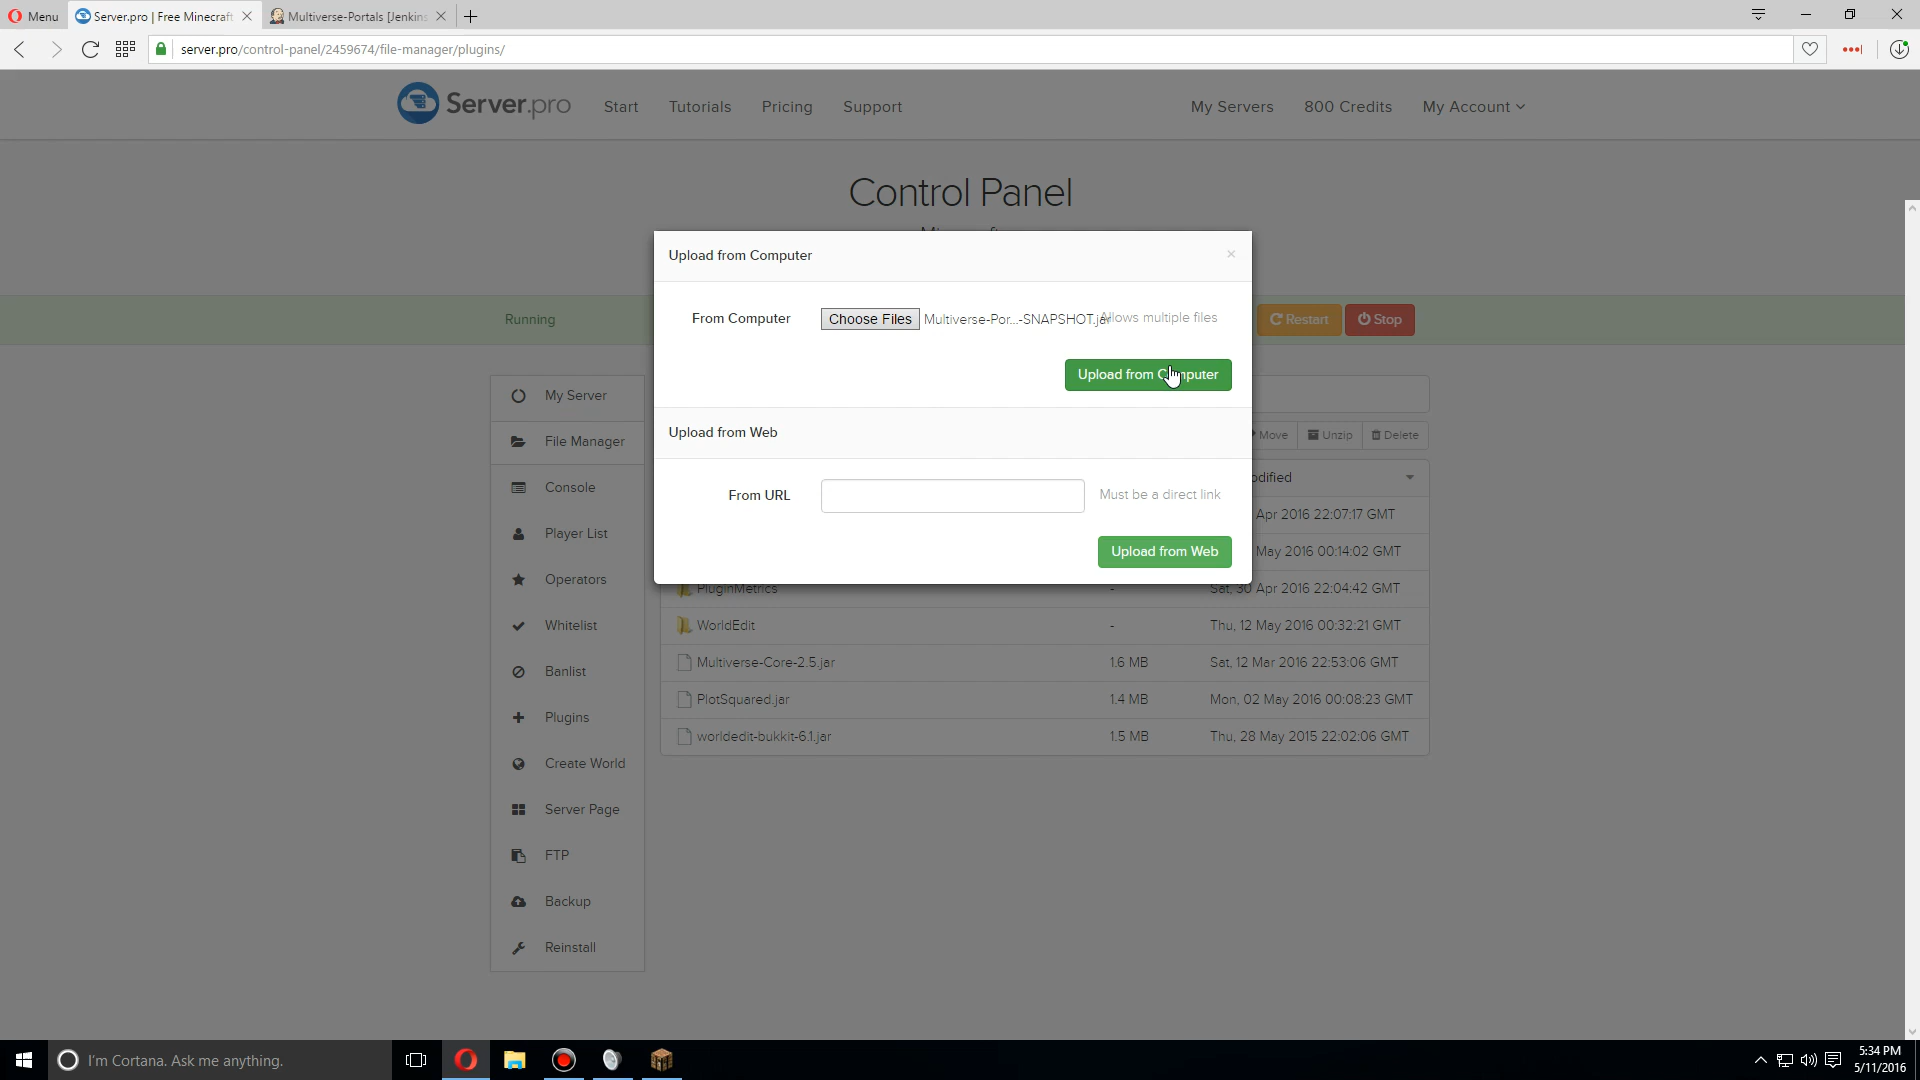 Menu
Server.pro | Free Minecraft
Multiverse-Portals [Jenkins
server.pro/control-panel/2459674/file-manager/plugins/
Server.pro
Start
Tutorials
Pricing
Support
My Servers
800 Credits
My Account
Control Panel
Running
Restart
Stop
Upload from Computer
From Computer
Choose Files
Multiverse-Por...-SNAPSHOT.jar
Allows multiple files
Upload from Computer
Upload from Web
From URL
Must be a direct link
Upload from Web
My Server
File Manager
Console
Player List
Operators
Whitelist
Banlist
Plugins
Create World
Server Page
FTP
Backup
Reinstall
Move
Unzip
Delete
odified
Apr 2016 22:07:17 GMT
May 2016 00:14:02 GMT
PluginMetrics - Sat, 30 Apr 2016 22:04:42 GMT
WorldEdit - Thu, 12 May 2016 00:32:21 GMT
Multiverse-Core-2.5.jar 1.6 MB Sat, 12 Mar 2016 22:53:06 GMT
PlotSquared.jar 1.4 MB Mon, 02 May 2016 00:08:23 GMT
worldedit-bukkit-6.1.jar 1.5 MB Thu, 28 May 2015 22:02:06 GMT
I'm Cortana. Ask me anything.
5:34 PM
5/11/2016